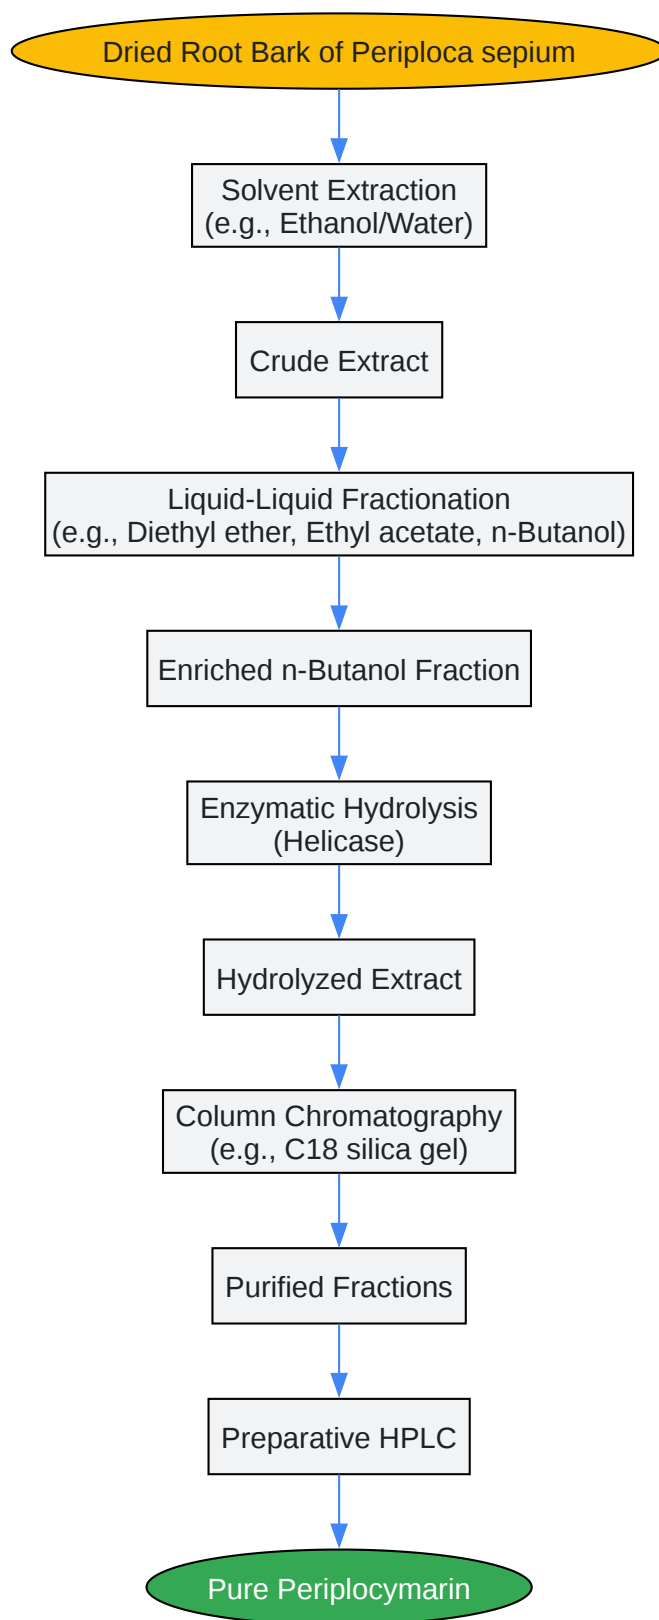 Dried Root Bark of Periploca sepium
Solvent Extraction
(e.g., Ethanol/Water)
Crude Extract
Liquid-Liquid Fractionation
(e.g., Diethyl ether, Ethyl acetate, n-Butanol)
Enriched n-Butanol Fraction
Enzymatic Hydrolysis
(Helicase)
Hydrolyzed Extract
Column Chromatography
(e.g., C18 silica gel)
Purified Fractions
Preparative HPLC
Pure Periplocymarin